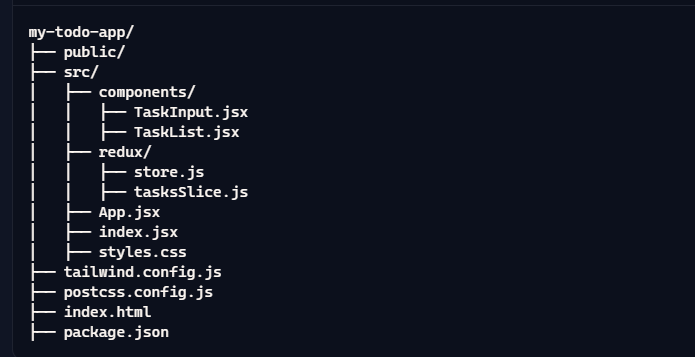 my-todo-app/
├── public/
├── src/
│   ├── components/
│   │   ├── TaskInput.jsx
│   │   ├── TaskList.jsx
│   ├── redux/
│   │   ├── store.js
│   │   ├── tasksSlice.js
│   ├── App.jsx
│   ├── index.jsx
│   ├── styles.css
├── tailwind.config.js
├── postcss.config.js
├── index.html
├── package.json